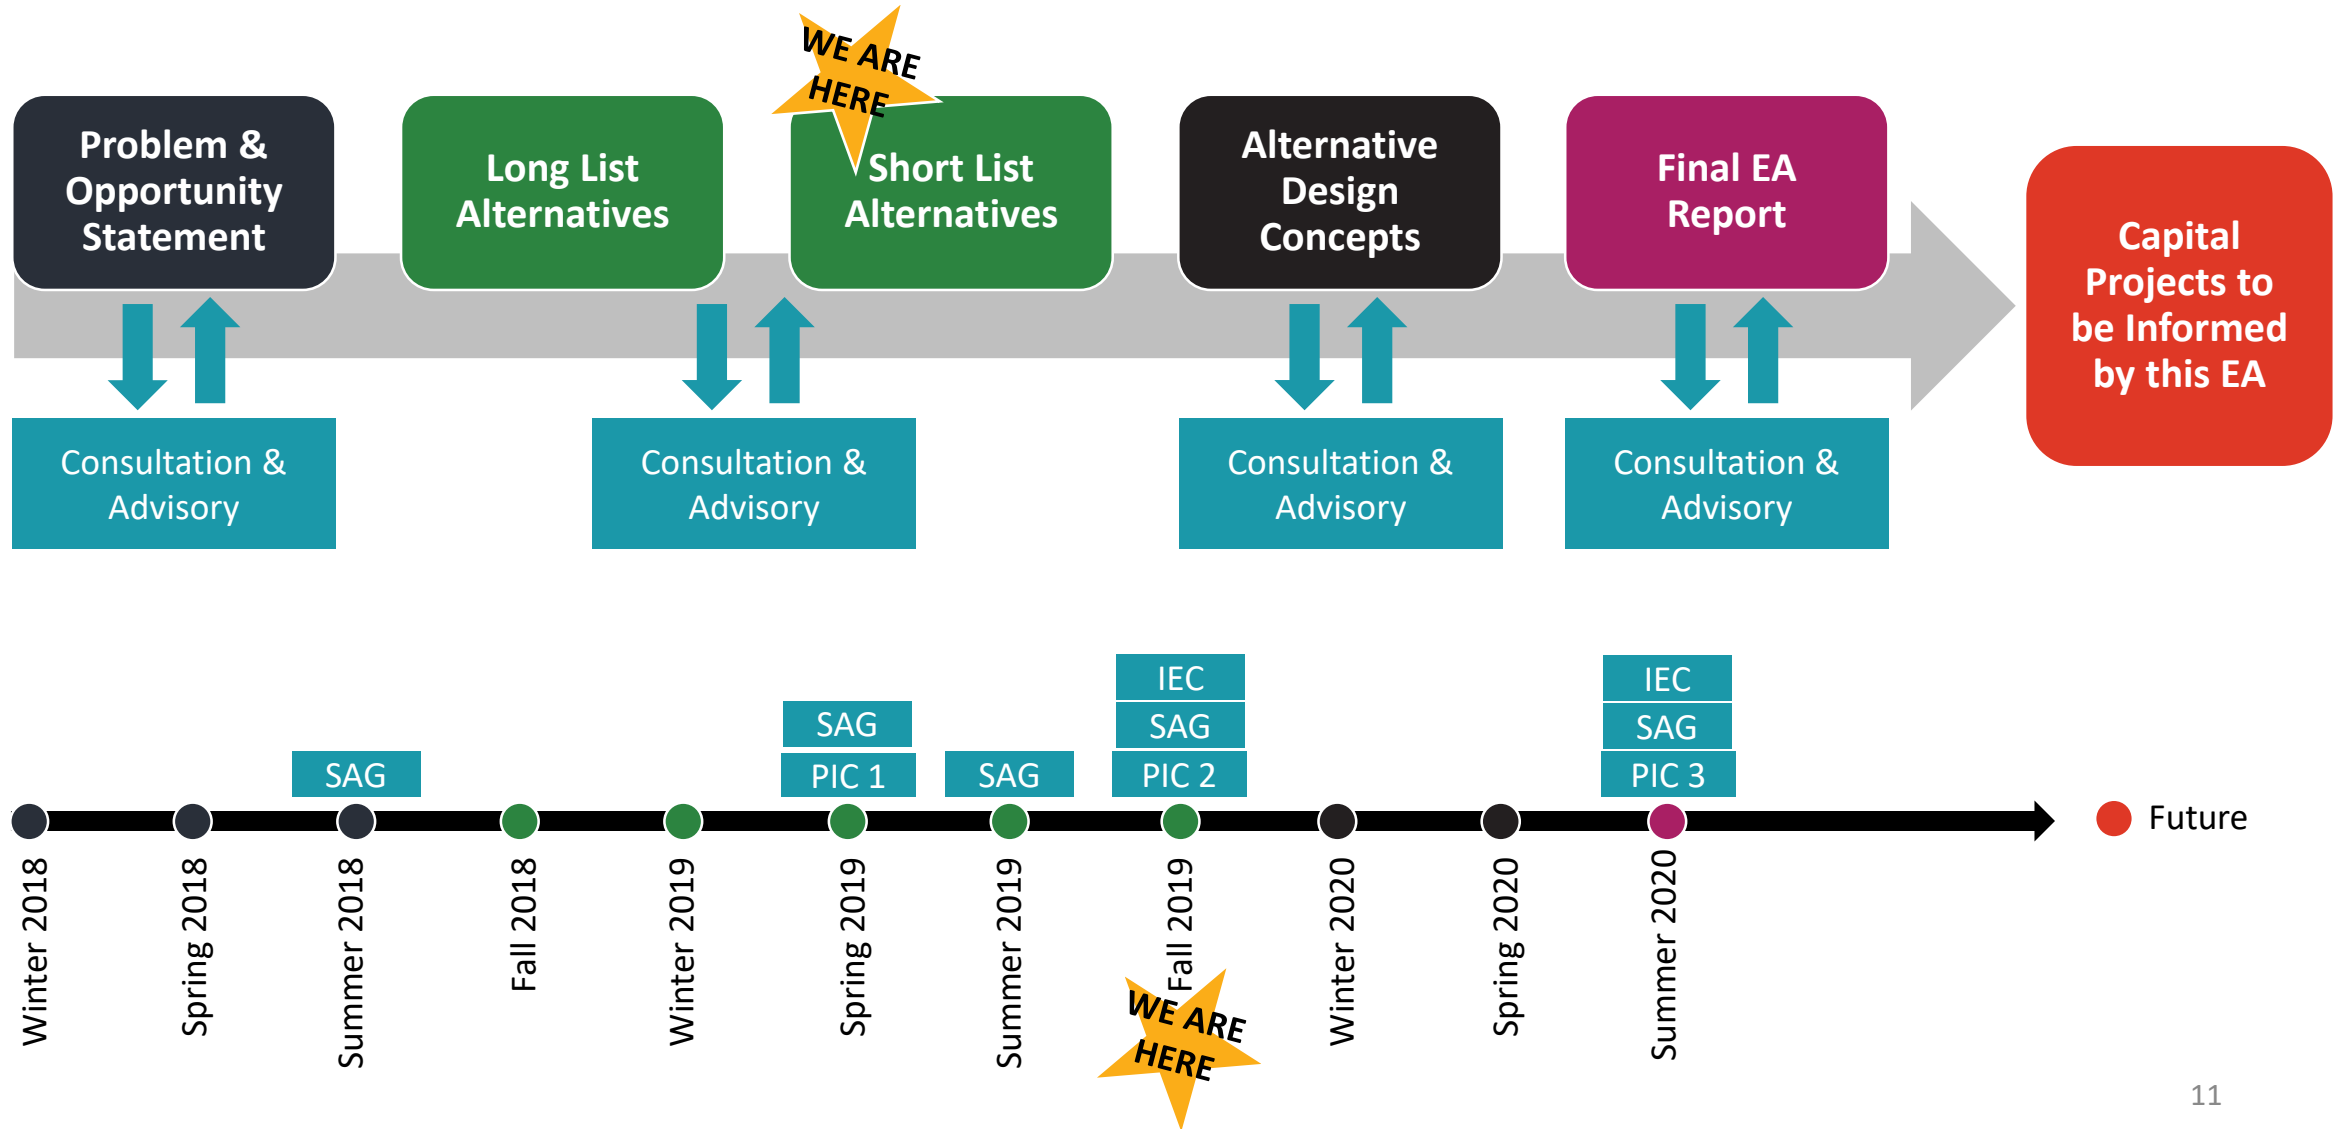 WE ARE
HERE
Problem &
Opportunity
Statement
Long List
Alternatives
Short List
Alternatives
Alternative
Design
Concepts
Final EA
Report
Capital
Projects to
be Informed
by this EA
Consultation &
Advisory
Consultation &
Advisory
Consultation &
Advisory
Consultation &
Advisory
SAG
SAG
PIC 1
SAG
IEC
SAG
PIC 2
IEC
SAG
PIC 3
Winter 2018
Spring 2018
Summer 2018
Fall 2018
Winter 2019
Spring 2019
Summer 2019
Fall 2019
Winter 2020
Spring 2020
Summer 2020
Future
WE ARE
HERE
11